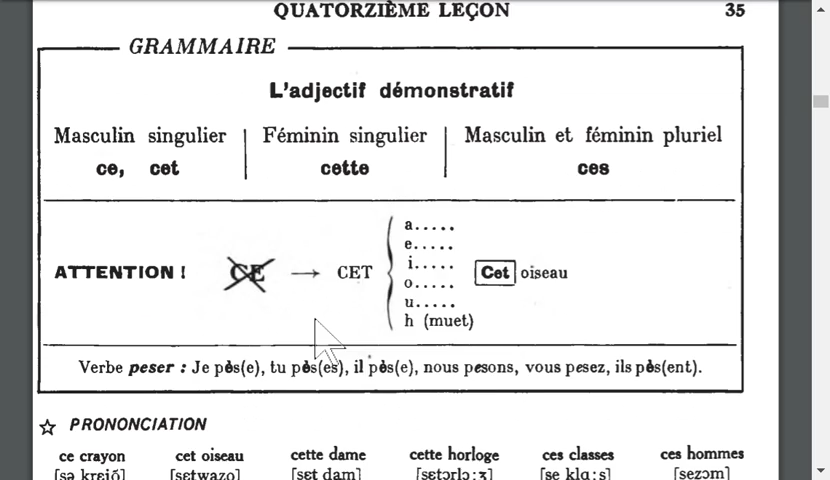 QUATORZIÈME LEÇON 35
GRAMMAIRE
L'adjectif démonstratif
Masculin singulier Féminin singulier Masculin et féminin pluriel
ce, cet cette ces
ATTENTION ! CE → CET
a.....
e.....
i.....
o.....
u.....
h (muet)
Cet oiseau
Verbe peser : Je pès(e), tu pès(es), il pès(e), nous pesons, vous pesez, ils pès(ent).
☆ PRONONCIATION
ce crayon cet oiseau cette dame cette horloge ces classes ces hommes
[sə krɛjɔ̃] [sɛtwazo] [sɛt dam] [sɛtɔrlɔ:ʒ] [se klɑ:s] [sezɔm]